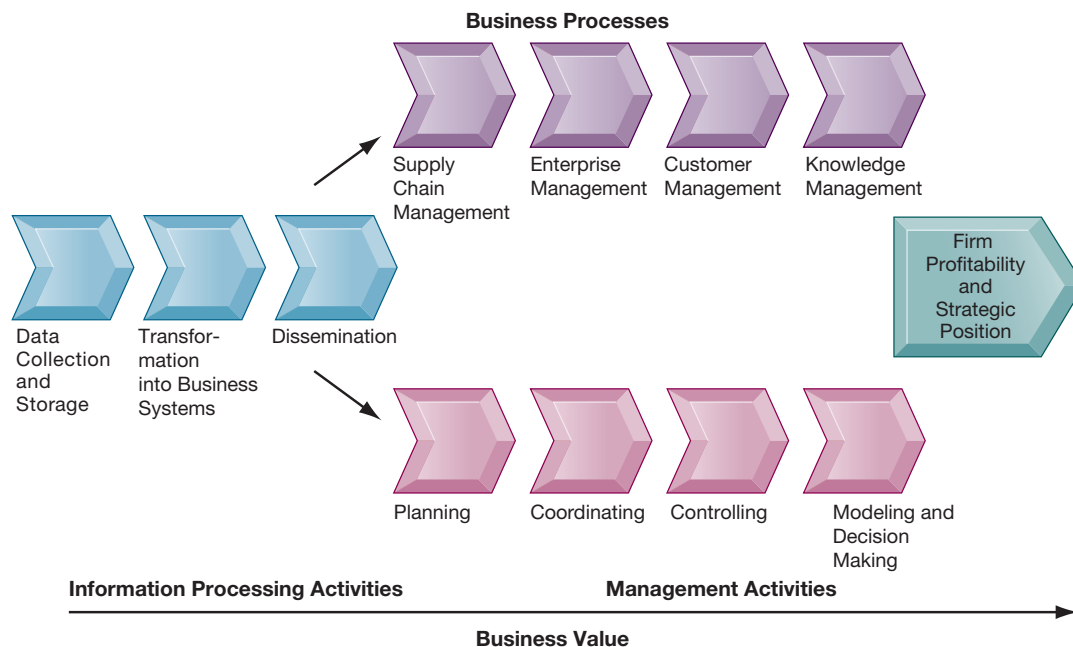 Business Processes
Supply
Chain
Management
Enterprise
Management
Customer
Management
Knowledge
Management
Data
Collection
and
Storage
Transfor-
mation
into Business
Systems
Dissemination
Firm
Profitability
and
Strategic
Position
Planning
Coordinating
Controlling
Modeling and
Decision
Making
Information Processing Activities
Management Activities
Business Value